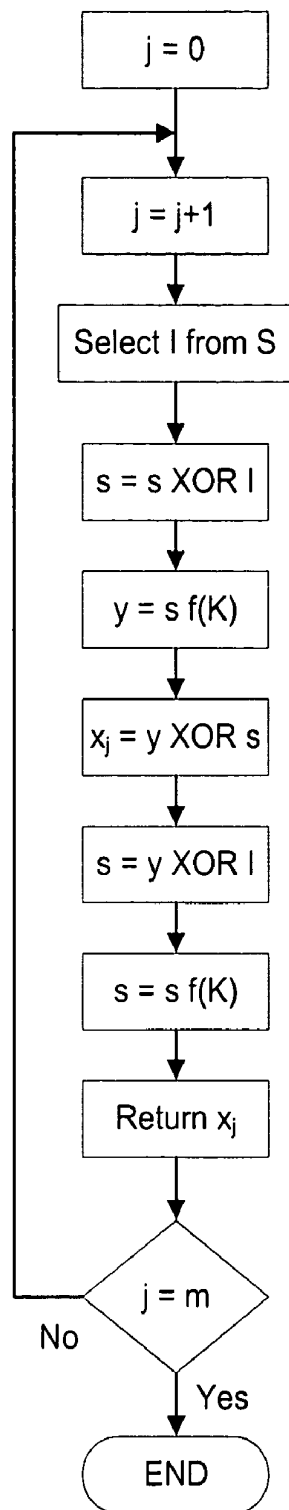 j = 0
j = j+1
Select I from S
s = s XOR I
y = s f(K)
xj = y XOR s
s = y XOR I
s = s f(K)
Return xj
j = m
No
Yes
END